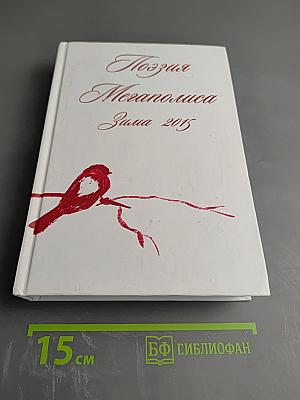 Поэзия
Мегаполиса
Зима 2015
15 см
БФ БИБЛИОФАН